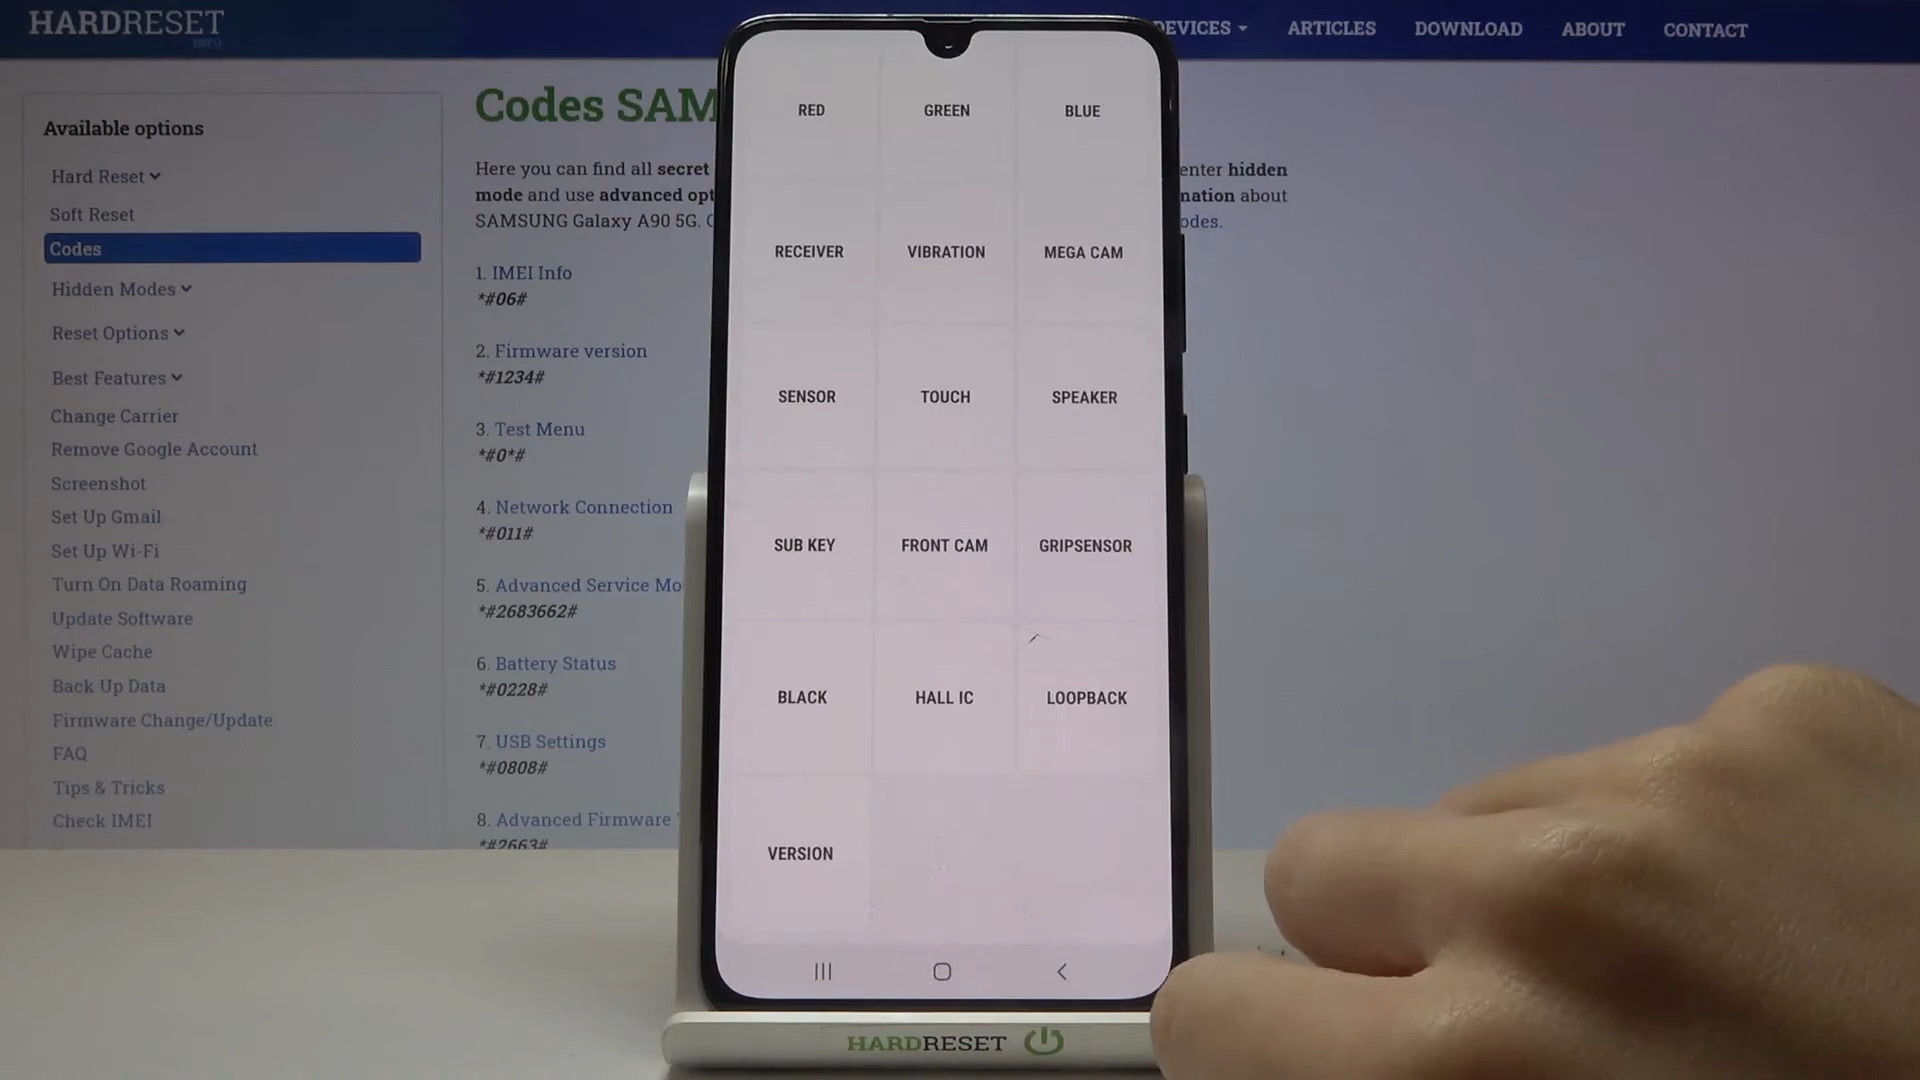 HARDRESET
INFO
DEVICES
ARTICLES
DOWNLOAD
ABOUT
CONTACT
Available options
Hard Reset
Soft Reset
Codes
Hidden Modes
Reset Options
Best Features
Change Carrier
Remove Google Account
Screenshot
Set Up Gmail
Set Up Wi-Fi
Turn On Data Roaming
Update Software
Wipe Cache
Back Up Data
Firmware Change/Update
FAQ
Tips & Tricks
Check IMEI
Codes SAM
Here you can find all secret
enter hidden
mode and use advanced opt
mation about
SAMSUNG Galaxy A90 5G. C
odes.
1. IMEI Info
*#06#
2. Firmware version
*#1234#
3. Test Menu
*#0*#
4. Network Connection
*#011#
5. Advanced Service Mo
*#2683662#
6. Battery Status
*#0228#
7. USB Settings
*#0808#
8. Advanced Firmware
*#2663#
RED GREEN BLUE
RECEIVER VIBRATION MEGA CAM
SENSOR TOUCH SPEAKER
SUB KEY FRONT CAM GRIPSENSOR
BLACK HALL IC LOOPBACK
VERSION
HARDRESET